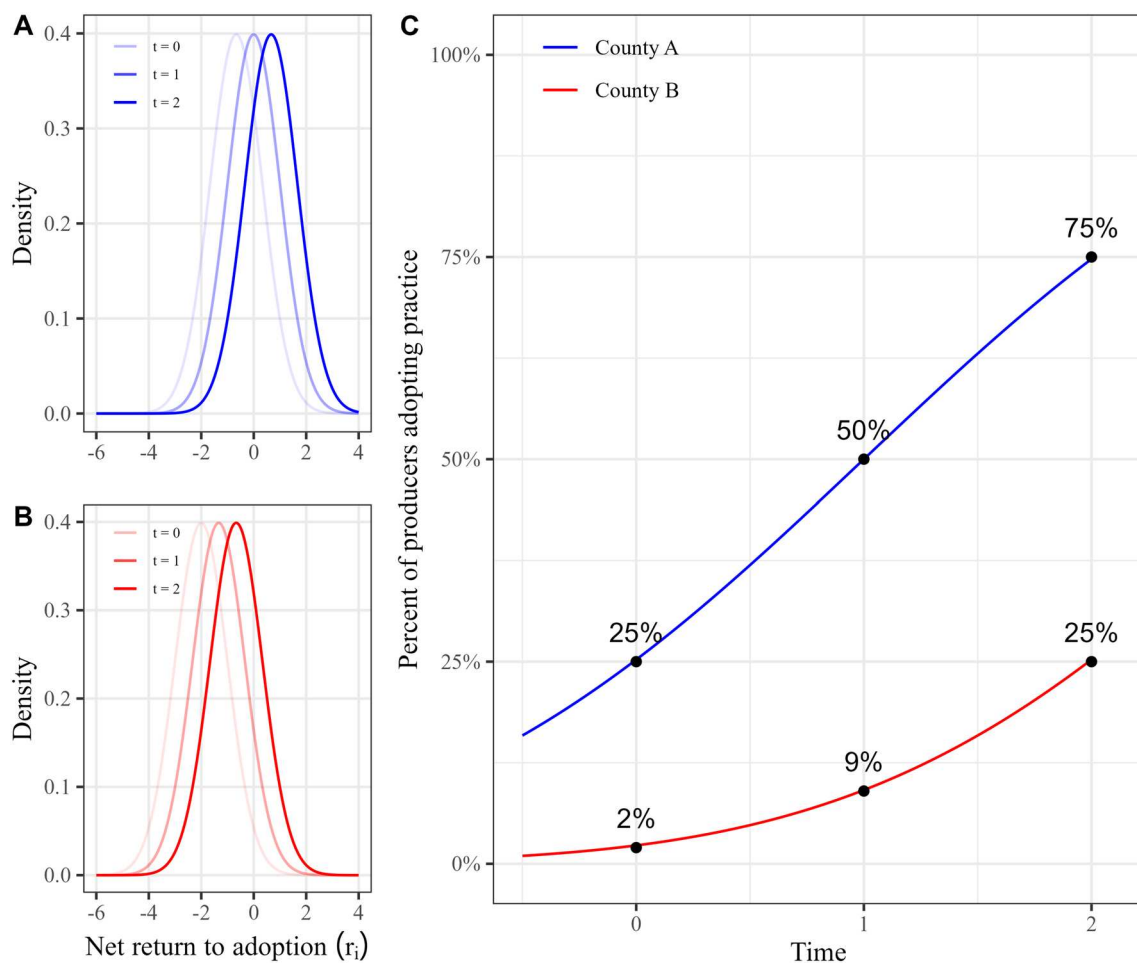 A
0.4
0.3
0.2
0.1
0.0
Density
t = 0
t = 1
t = 2
-6 -4 -2 0 2 4
B
0.4
0.3
0.2
0.1
0.0
Density
t = 0
t = 1
t = 2
-6 -4 -2 0 2 4
Net return to adoption (rᵢ)
C
100%
75%
50%
25%
0%
Percent of producers adopting practice
County A
County B
75%
50%
25%
25%
9%
2%
0 1 2
Time